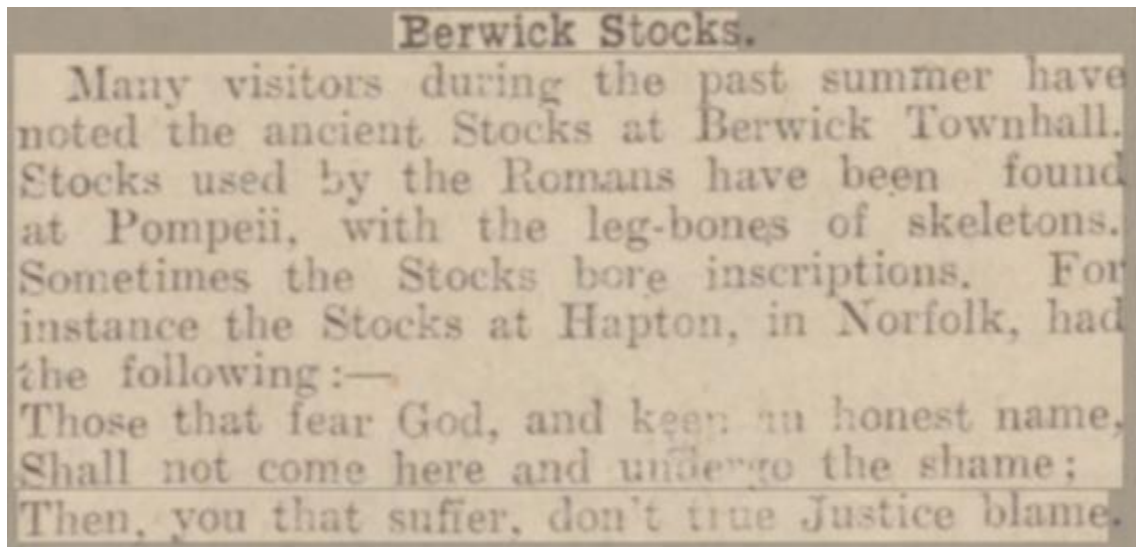 Berwick Stocks.
Many visitors during the past summer have
noted the ancient Stocks at Berwick Townhall.
Stocks used by the Romans have been found
at Pompeii, with the leg-bones of skeletons.
Sometimes the Stocks bore inscriptions. For
instance the Stocks at Hapton, in Norfolk, had
the following:—
Those that fear God, and keep an honest name,
Shall not come here and undergo the shame;
Then, you that suffer, don't true Justice blame.